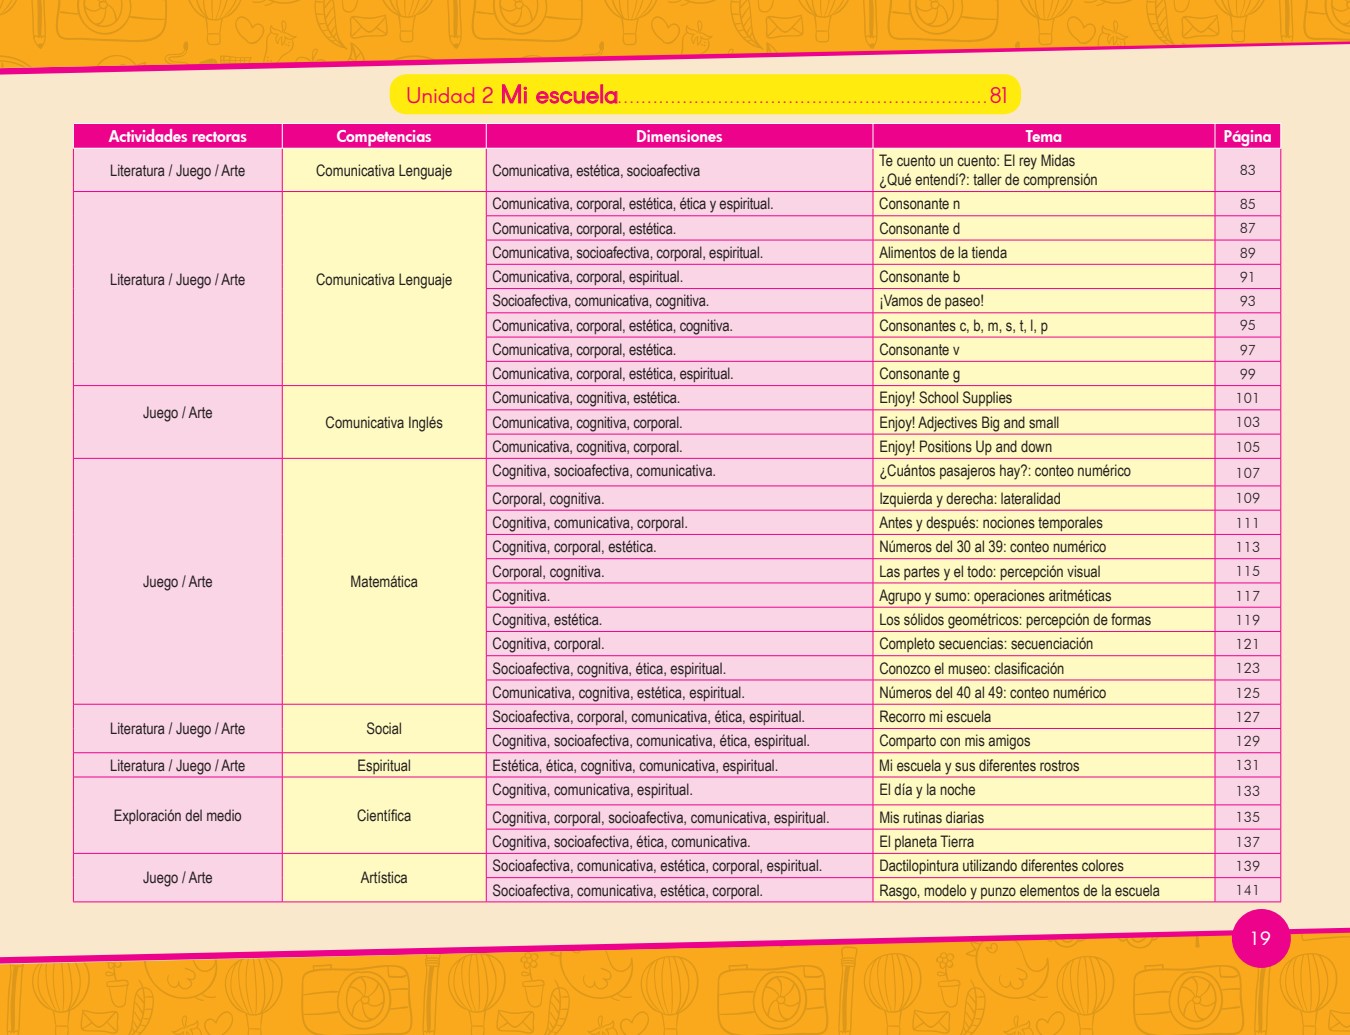 Unidad 2 Mi escuela............................................................81
Actividades rectoras Competencias Dimensiones Tema Página
Literatura / Juego / Arte Comunicativa Lenguaje Comunicativa, estética, socioafectiva Te cuento un cuento: El rey Midas
¿Qué entendí?: taller de comprensión 83
Literatura / Juego / Arte Comunicativa Lenguaje Comunicativa, corporal, estética, ética y espiritual. Consonante n 85
Comunicativa, corporal, estética. Consonante d 87
Comunicativa, socioafectiva, corporal, espiritual. Alimentos de la tienda 89
Comunicativa, corporal, espiritual. Consonante b 91
Socioafectiva, comunicativa, cognitiva. ¡Vamos de paseo! 93
Comunicativa, corporal, estética, cognitiva. Consonantes c, b, m, s, t, l, p 95
Comunicativa, corporal, estética. Consonante v 97
Comunicativa, corporal, estética, espiritual. Consonante g 99
Juego / Arte Comunicativa Inglés Comunicativa, cognitiva, estética. Enjoy! School Supplies 101
Comunicativa, cognitiva, corporal. Enjoy! Adjectives Big and small 103
Comunicativa, cognitiva, corporal. Enjoy! Positions Up and down 105
Juego / Arte Matemática Cognitiva, socioafectiva, comunicativa. ¿Cuántos pasajeros hay?: conteo numérico 107
Corporal, cognitiva. Izquierda y derecha: lateralidad 109
Cognitiva, comunicativa, corporal. Antes y después: nociones temporales 111
Cognitiva, corporal, estética. Números del 30 al 39: conteo numérico 113
Corporal, cognitiva. Las partes y el todo: percepción visual 115
Cognitiva. Agrupo y sumo: operaciones aritméticas 117
Cognitiva, estética. Los sólidos geométricos: percepción de formas 119
Cognitiva, corporal. Completo secuencias: secuenciación 121
Socioafectiva, cognitiva, ética, espiritual. Conozco el museo: clasificación 123
Comunicativa, cognitiva, estética, espiritual. Números del 40 al 49: conteo numérico 125
Literatura / Juego / Arte Social Socioafectiva, corporal, comunicativa, ética, espiritual. Recorro mi escuela 127
Cognitiva, socioafectiva, comunicativa, ética, espiritual. Comparto con mis amigos 129
Literatura / Juego / Arte Espiritual Estética, ética, cognitiva, comunicativa, espiritual. Mi escuela y sus diferentes rostros 131
Exploración del medio Científica Cognitiva, comunicativa, espiritual. El día y la noche 133
Cognitiva, corporal, socioafectiva, comunicativa, espiritual. Mis rutinas diarias 135
Cognitiva, socioafectiva, ética, comunicativa. El planeta Tierra 137
Juego / Arte Artística Socioafectiva, comunicativa, estética, corporal, espiritual. Dactilopintura utilizando diferentes colores 139
Socioafectiva, comunicativa, estética, corporal. Rasgo, modelo y punzo elementos de la escuela 141
19